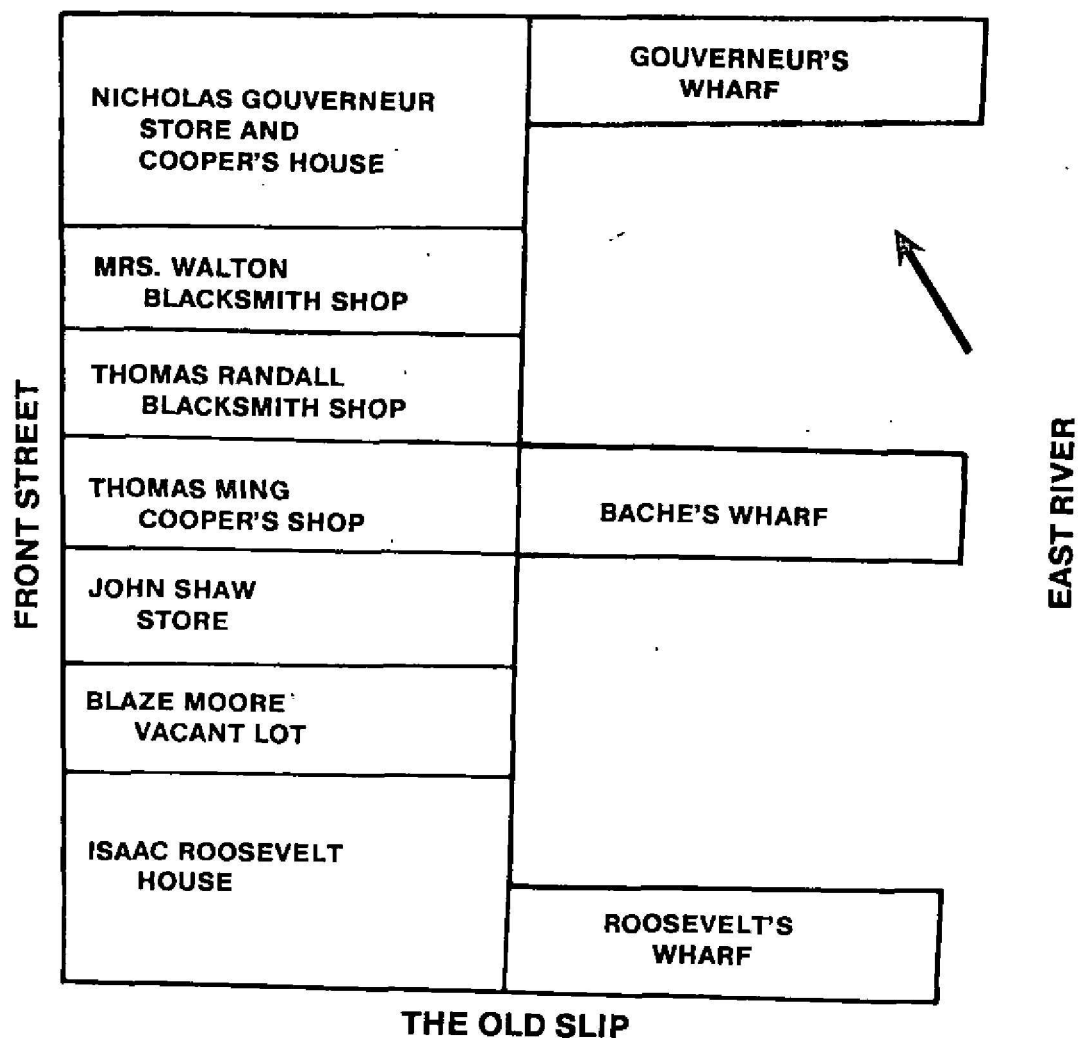 NICHOLAS GOUVERNEUR
STORE AND
COOPER'S HOUSE
GOUVERNEUR'S
WHARF
MRS. WALTON
BLACKSMITH SHOP
THOMAS RANDALL
BLACKSMITH SHOP
THOMAS MING
COOPER'S SHOP
BACHE'S WHARF
JOHN SHAW
STORE
BLAZE MOORE
VACANT LOT
ISAAC ROOSEVELT
HOUSE
ROOSEVELT'S
WHARF
FRONT STREET
EAST RIVER
THE OLD SLIP